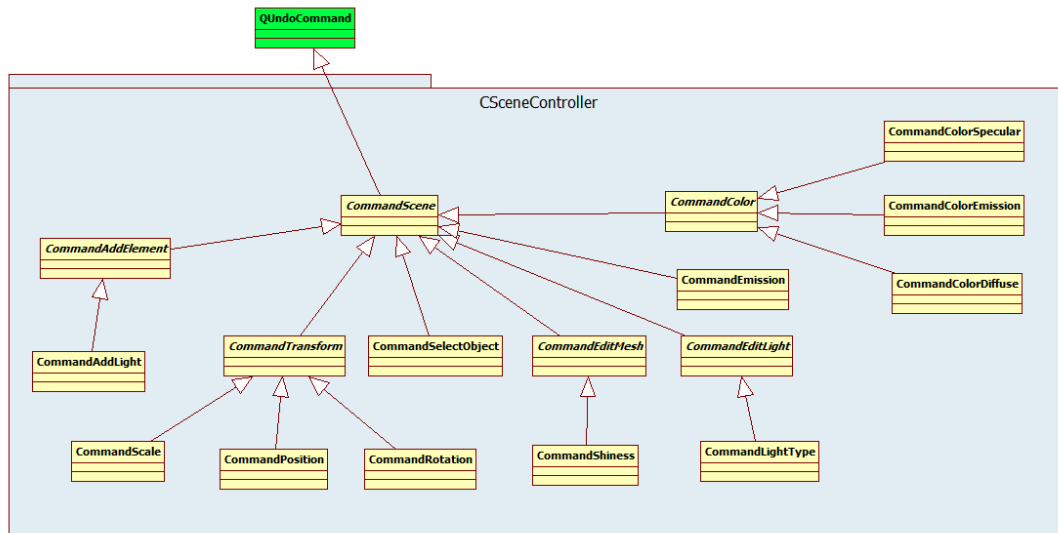 QUndoCommand
CSceneController
CommandColorSpecular
CommandScene
CommandColor
CommandColorEmission
CommandAddElement
CommandEmission
CommandColorDiffuse
CommandAddLight
CommandTransform
CommandSelectObject
CommandEditMesh
CommandEditLight
CommandScale
CommandPosition
CommandRotation
CommandShiness
CommandLightType